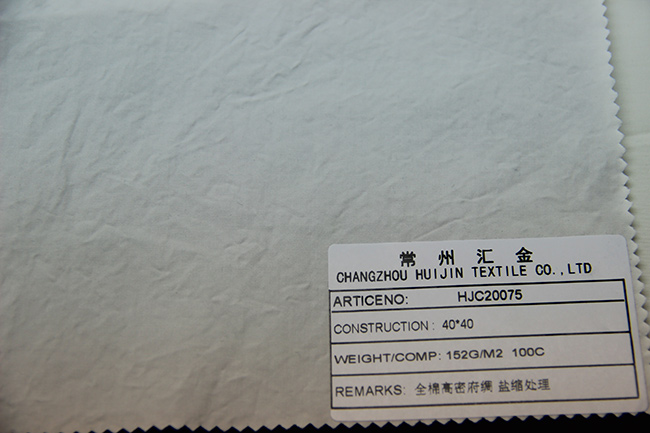 常 州 汇 金
CHANGZHOU HUIJIN TEXTILE CO.,LTD
ARTICENO: HJC20075
CONSTRUCTION: 40*40
WEIGHT/COMP: 152G/M2 100C
REMARKS: 全棉高密府绸 盐缩处理